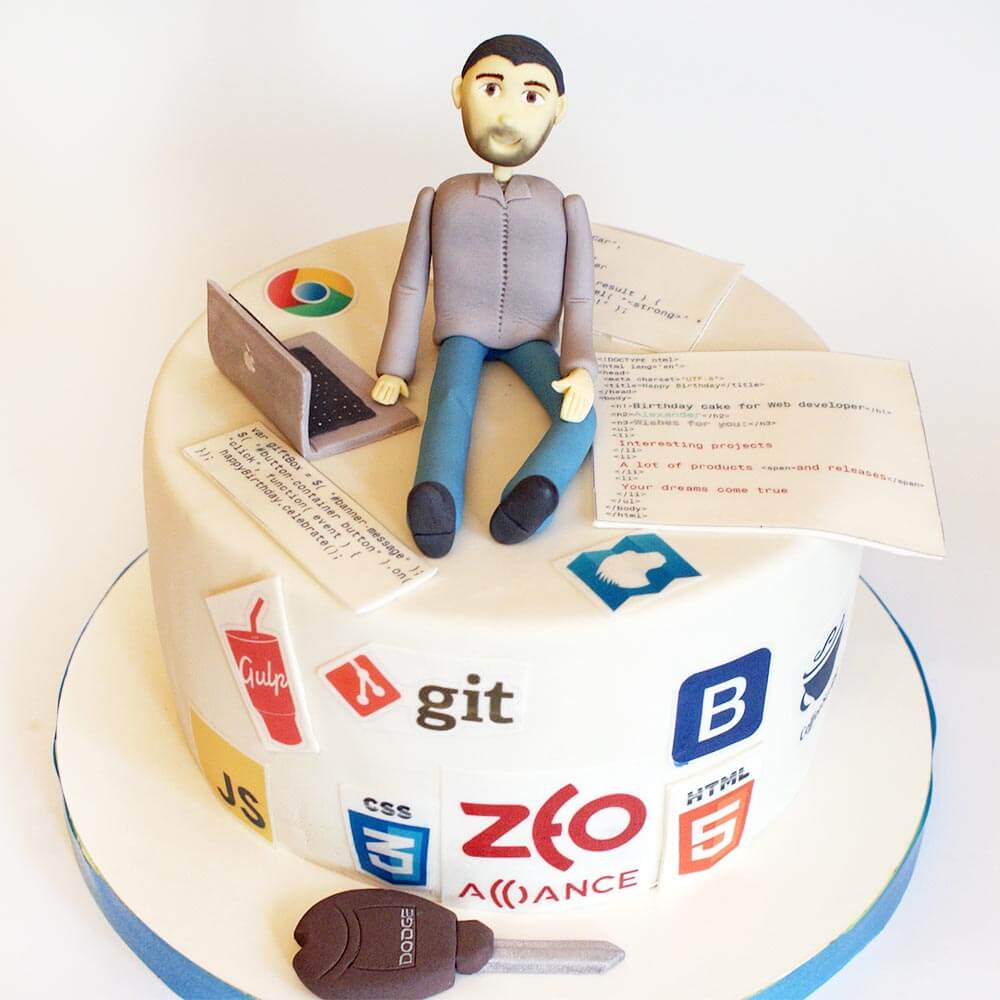 result ) {
"<strong>"
<!DOCTYPE html>
<html lang="en">
<head>
<meta charset="UTF-8">
<title>Happy Birthday</title>
</head>
<body>
<h1>Birthday cake for Web developer</h1>
<h2>Alexander</h2>
<h3>Wishes for you:</h3>
<ul>
<li>
Interesting projects
</li>
<li>
A lot of products <span>and releases</span>
</li>
<li>
Your dreams come true
</li>
</ul>
</body>
</html>
var giftBox = $( "#banner-message" );
$( "#button-container button" ).on(
"click", function( event ) {
happyBirthday.celebrate();
});
Gulp
git
B
JS
CSS
3
ZEO
ALLIANCE
HTML
5
DODGE